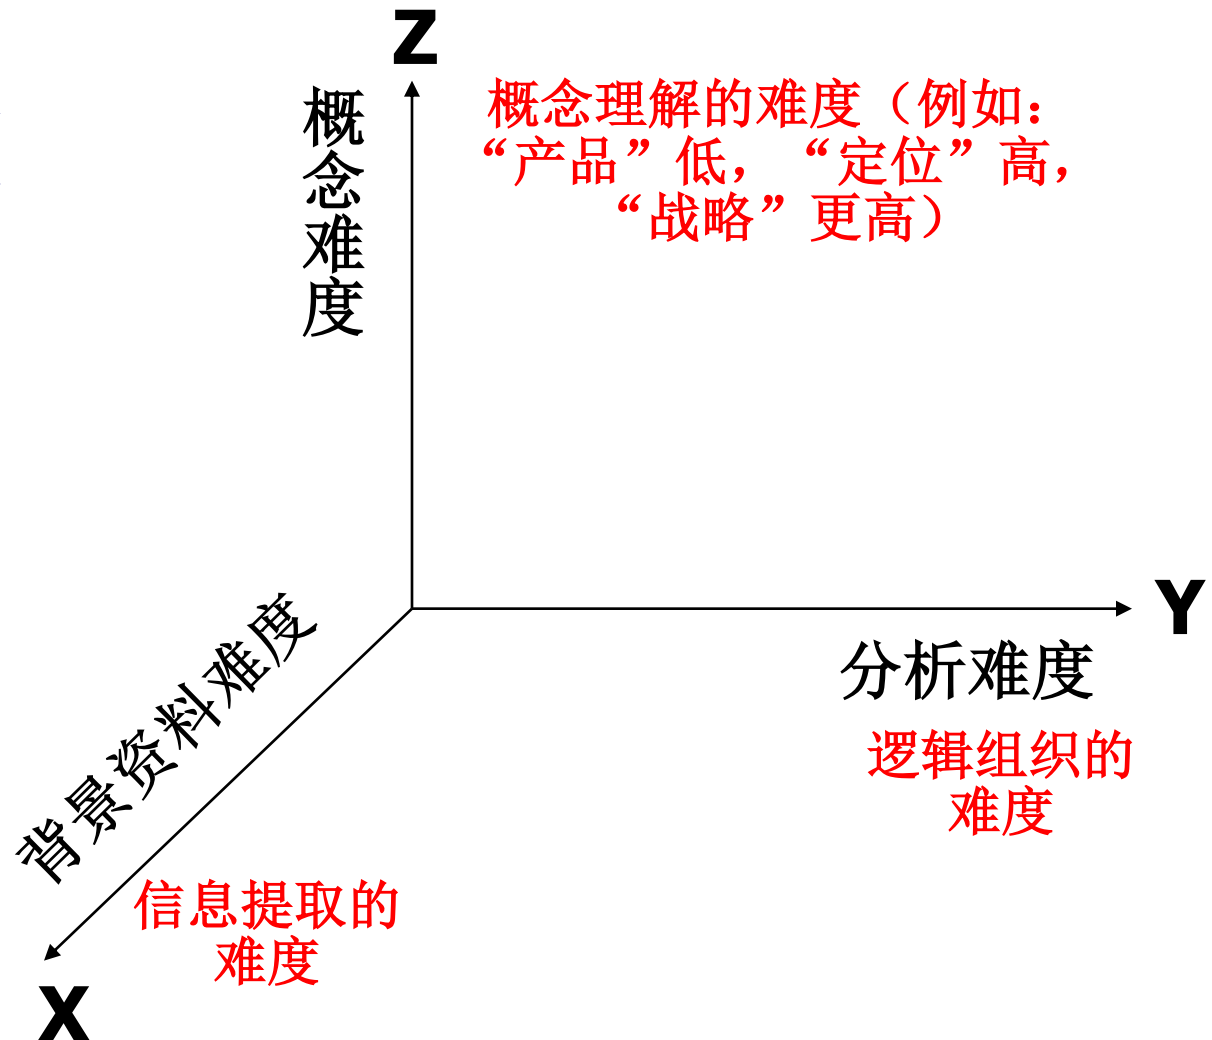 Z
概念难度
概念理解的难度（例如：
“产品”低，“定位”高，
“战略”更高）
Y
分析难度
逻辑组织的
难度
背景资料难度
信息提取的
难度
X